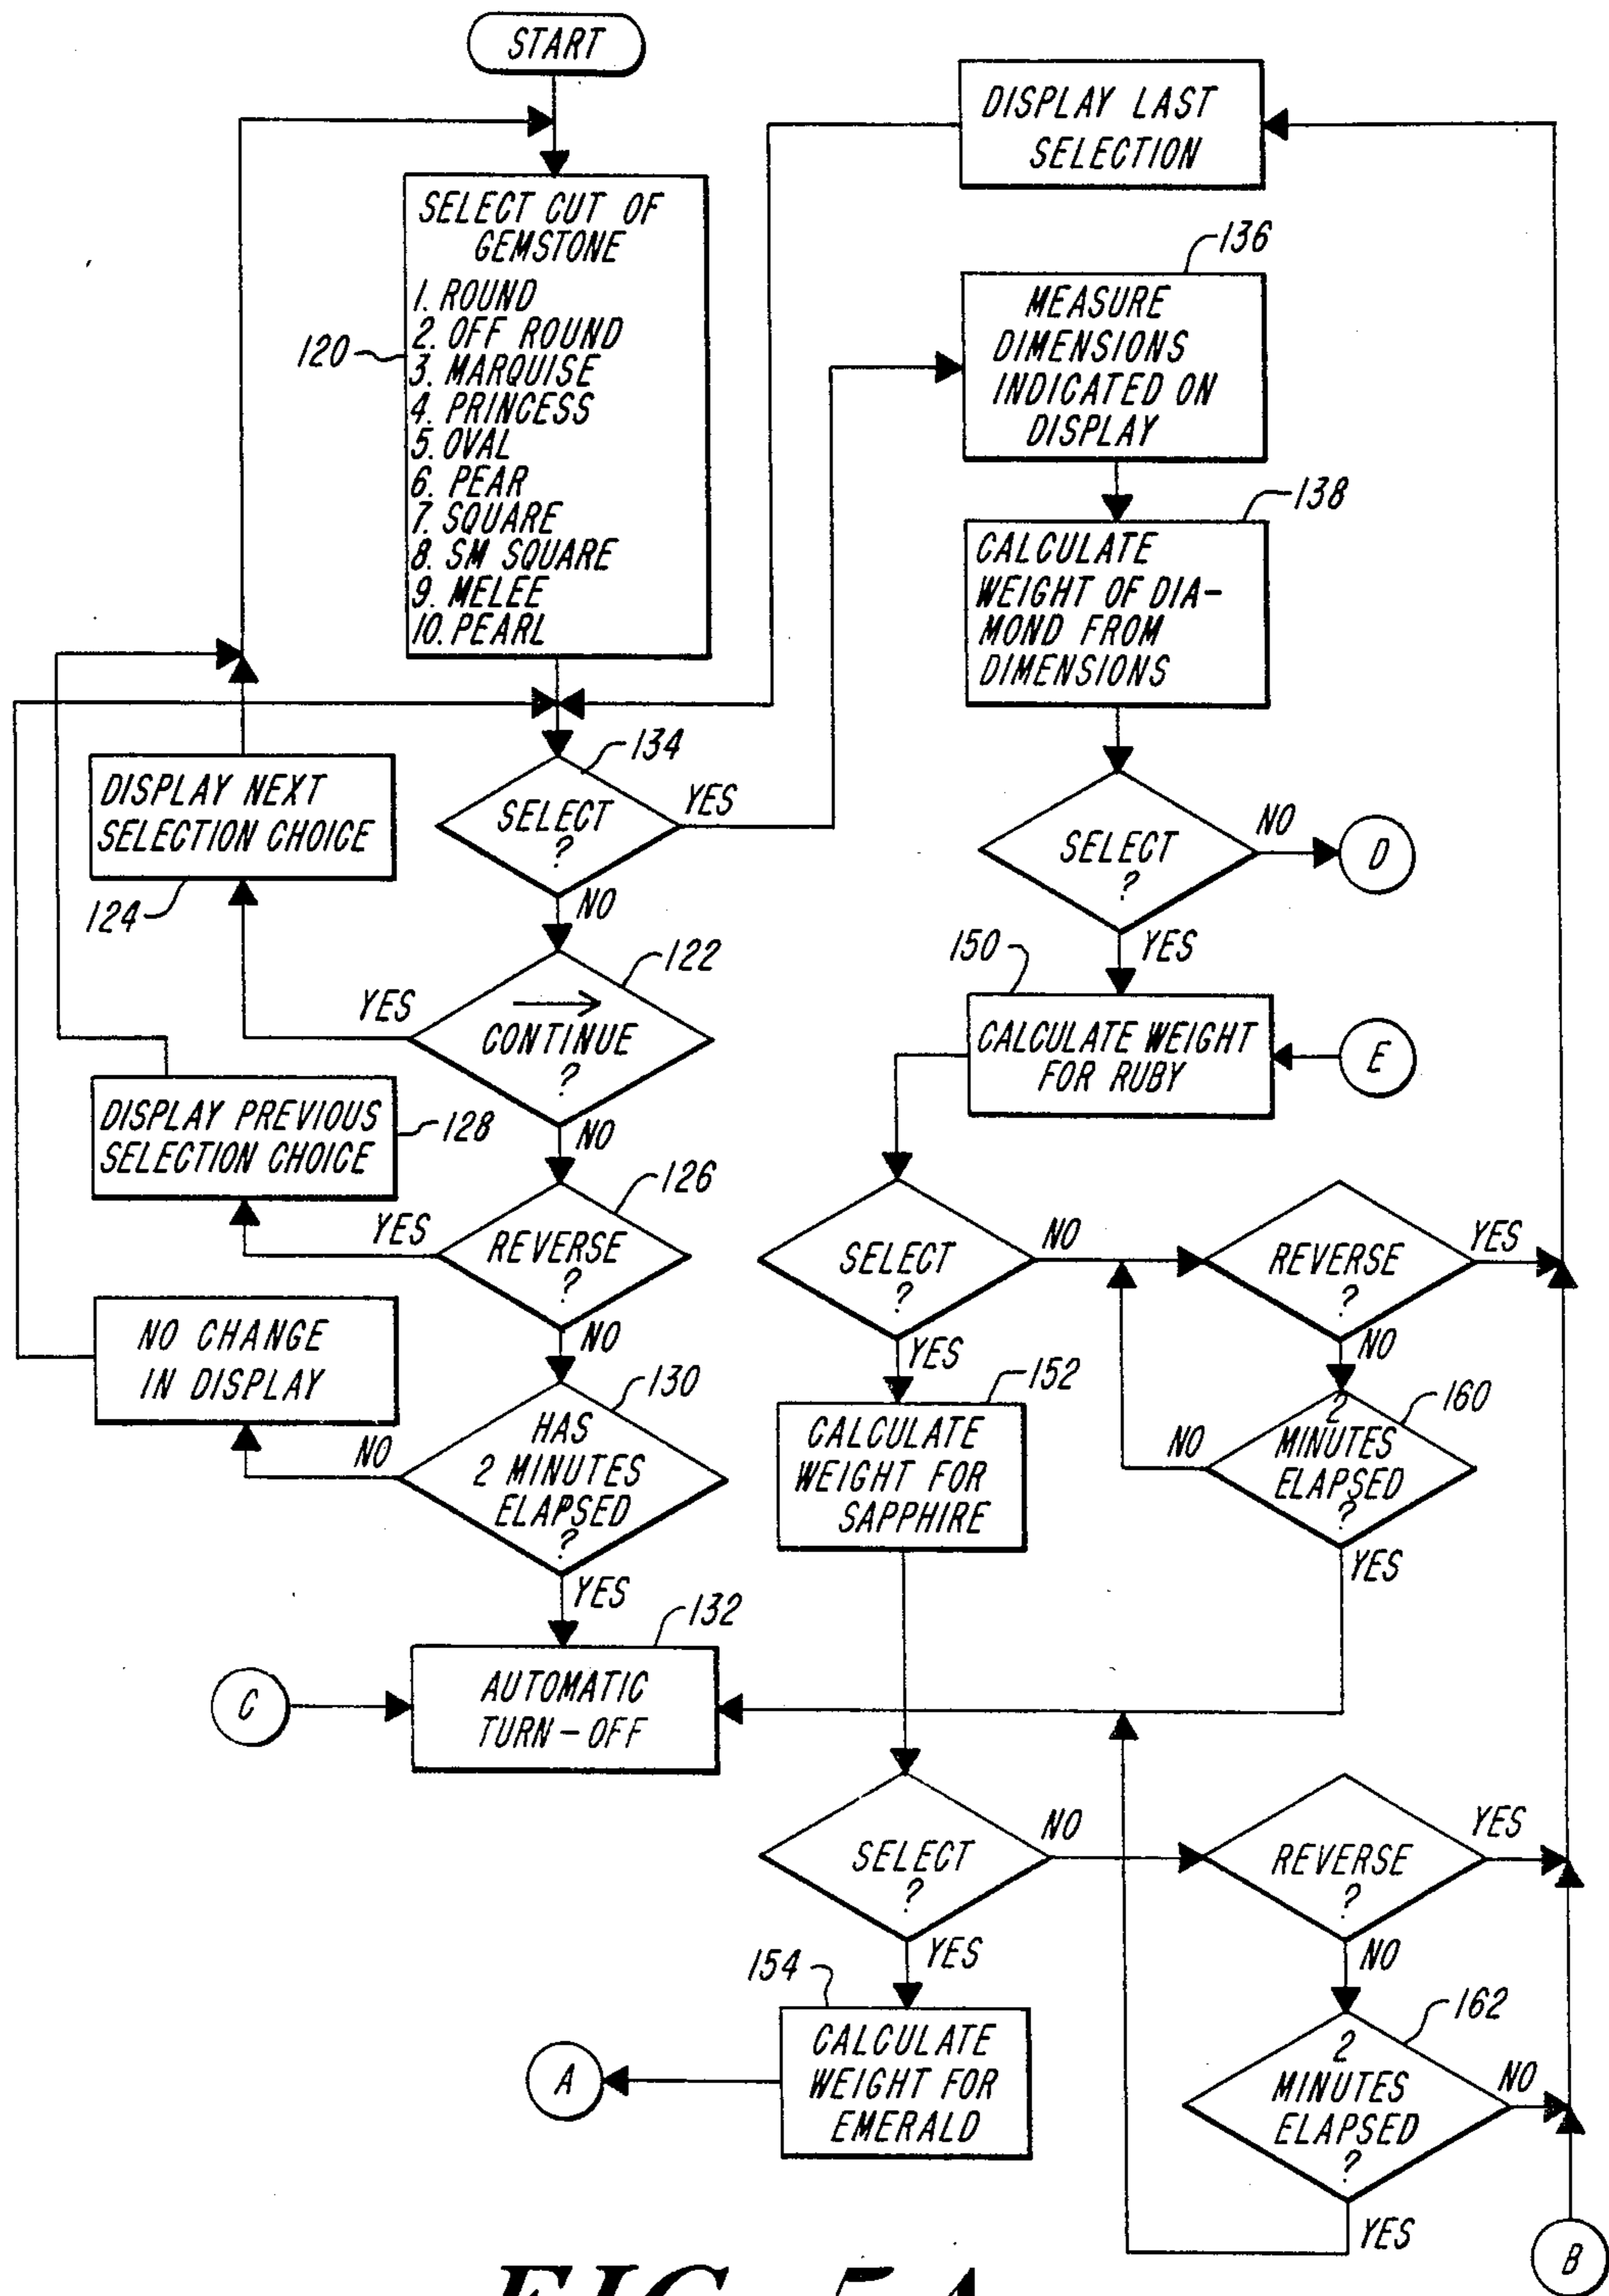 START
DISPLAY LAST
SELECTION
SELECT CUT OF
GEMSTONE
1. ROUND
2. OFF ROUND
3. MARQUISE
4. PRINCESS
5. OVAL
6. PEAR
7. SQUARE
8. SM SQUARE
9. MELEE
10. PEARL
120
136
MEASURE
DIMENSIONS
INDICATED ON
DISPLAY
138
CALCULATE
WEIGHT OF DIA-
MOND FROM
DIMENSIONS
134
SELECT
?
YES
NO
DISPLAY NEXT
SELECTION CHOICE
124
SELECT
?
NO
D
YES
122
CONTINUE
?
YES
NO
150
CALCULATE WEIGHT
FOR RUBY
E
DISPLAY PREVIOUS
SELECTION CHOICE
128
126
REVERSE
?
YES
NO
SELECT
?
NO
YES
REVERSE
?
YES
NO
NO CHANGE
IN DISPLAY
130
HAS
2 MINUTES
ELAPSED
?
NO
YES
152
CALCULATE
WEIGHT FOR
SAPPHIRE
160
2
MINUTES
ELAPSED
?
NO
YES
132
AUTOMATIC
TURN-OFF
C
SELECT
?
NO
YES
REVERSE
?
YES
NO
154
CALCULATE
WEIGHT FOR
EMERALD
A
162
2
MINUTES
ELAPSED
?
NO
YES
B
FIG. 5A